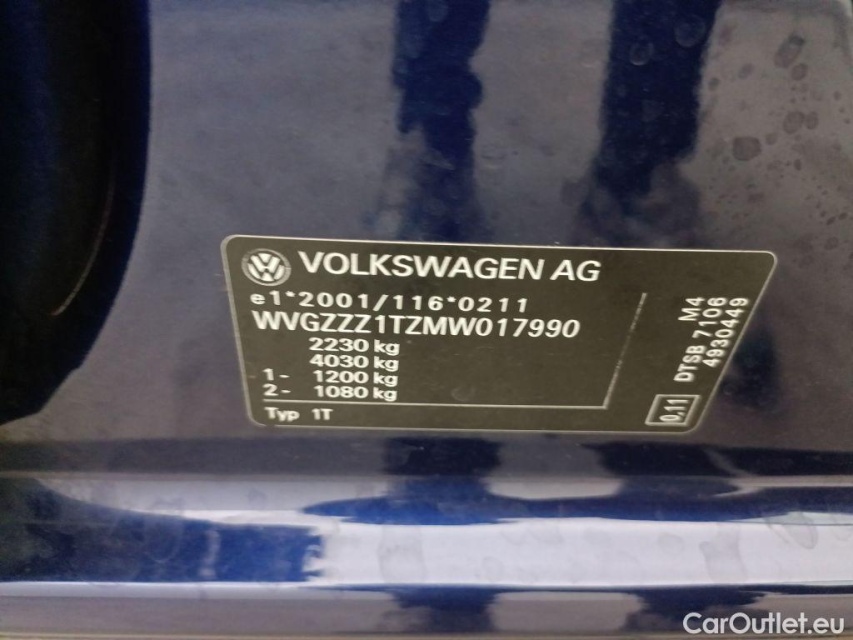 VOLKSWAGEN AG
e1*2001/116*0211
WVGZZZ1TZMW017990
2230 kg
4030 kg
1- 1200 kg
2- 1080 kg
Typ 1T
M4
DTSB 7106
4930449
0.11
CarOutlet.eu